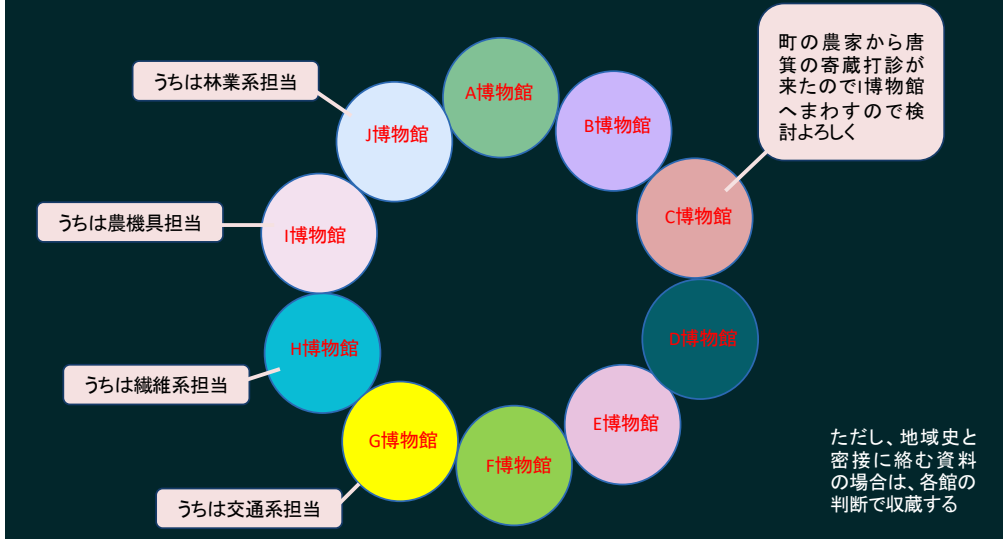 うちは林業系担当
A博物館
町の農家から唐
箕の寄蔵打診が
来たのでI博物館
へまわすので検
討よろしく
J博物館
B博物館
うちは農機具担当
I博物館
C博物館
H博物館
D博物館
うちは繊維系担当
G博物館
E博物館
F博物館
うちは交通系担当
ただし、地域史と
密接に絡む資料
の場合は、各館の
判断で収蔵する